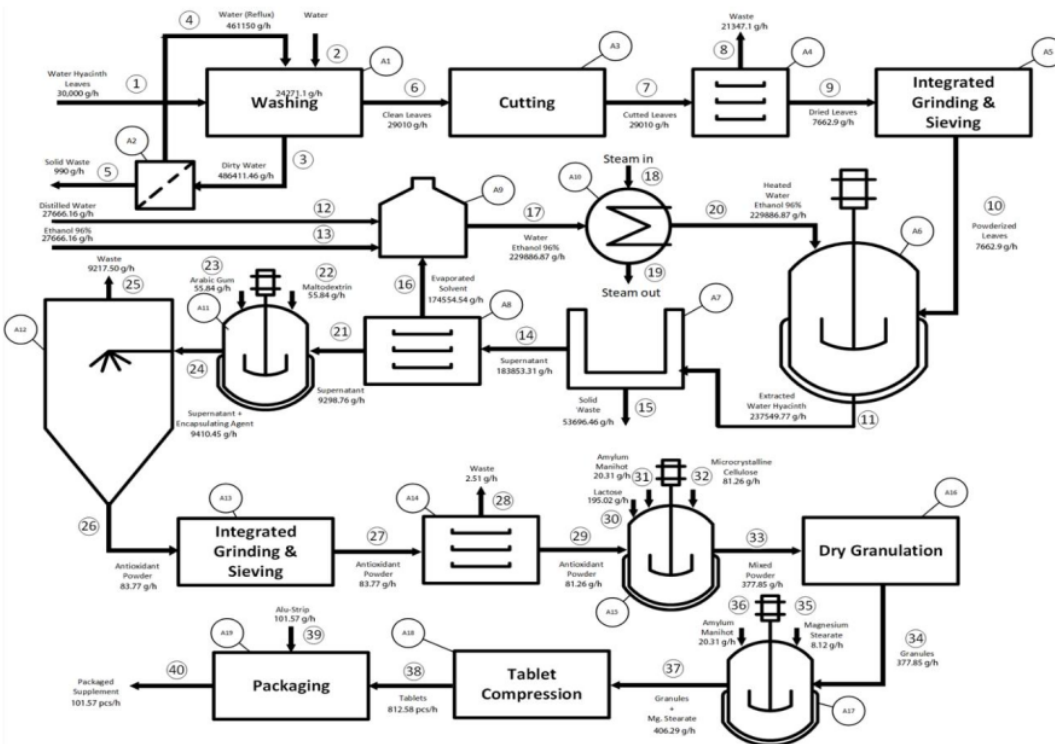 4
Water (Reflux)
461150 g/h
Water
2
A1
Waste
21347.1 g/h
8
A3
A4
A5
Water Hyacinth
Leaves
30,000 g/h
1
24271.1 g/h
Washing
6
Clean Leaves
29010 g/h
Cutting
7
Cutted Leaves
29010 g/h
9
Dried Leaves
7662.9 g/h
Integrated
Grinding &
Sieving
A2
Solid Waste
990 g/h
5
Dirty Water
486411.46 g/h
3
Distilled Water
27666.16 g/h
12
Ethanol 96%
27666.16 g/h
13
A9
17
Water
Ethanol 96%
229886.87 g/h
Steam in
18
A10
19
Steam out
20
Heated
Water
Ethanol 96%
229886.87 g/h
A6
10
Powderized
Leaves
7662.9 g/h
Waste
9217.50 g/h
25
23
Arabic Gum
55.84 g/h
22
Maltodextrin
55.84 g/h
16
Evaporated
Solvent
174554.54 g/h
A8
A7
A12
A11
24
21
Supernatant
9298.76 g/h
14
Supernatant
183853.31 g/h
Solid
Waste
53696.46 g/h
15
Extracted
Water Hyacinth
237549.77 g/h
11
Supernatant +
Encapsulating Agent
9410.45 g/h
26
Antioxidant
Powder
83.77 g/h
A13
Integrated
Grinding &
Sieving
27
Antioxidant
Powder
83.77 g/h
Waste
2.51 g/h
28
A14
29
Antioxidant
Powder
81.26 g/h
Amylum
Manihot
20.31 g/h
31
32
Microcrystalline
Cellulose
81.26 g/h
Lactose
195.02 g/h
30
A15
33
Mixed
Powder
377.85 g/h
A16
Dry Granulation
34
Granules
377.85 g/h
36
35
Amylum
Manihot
20.31 g/h
Magnesium
Stearate
8.12 g/h
A17
37
Granules
+
Mg. Stearate
406.29 g/h
A18
Tablet
Compression
38
Tablets
812.58 pcs/h
Alu-Strip
101.57 g/h
39
A19
Packaging
40
Packaged
Supplement
101.57 pcs/h